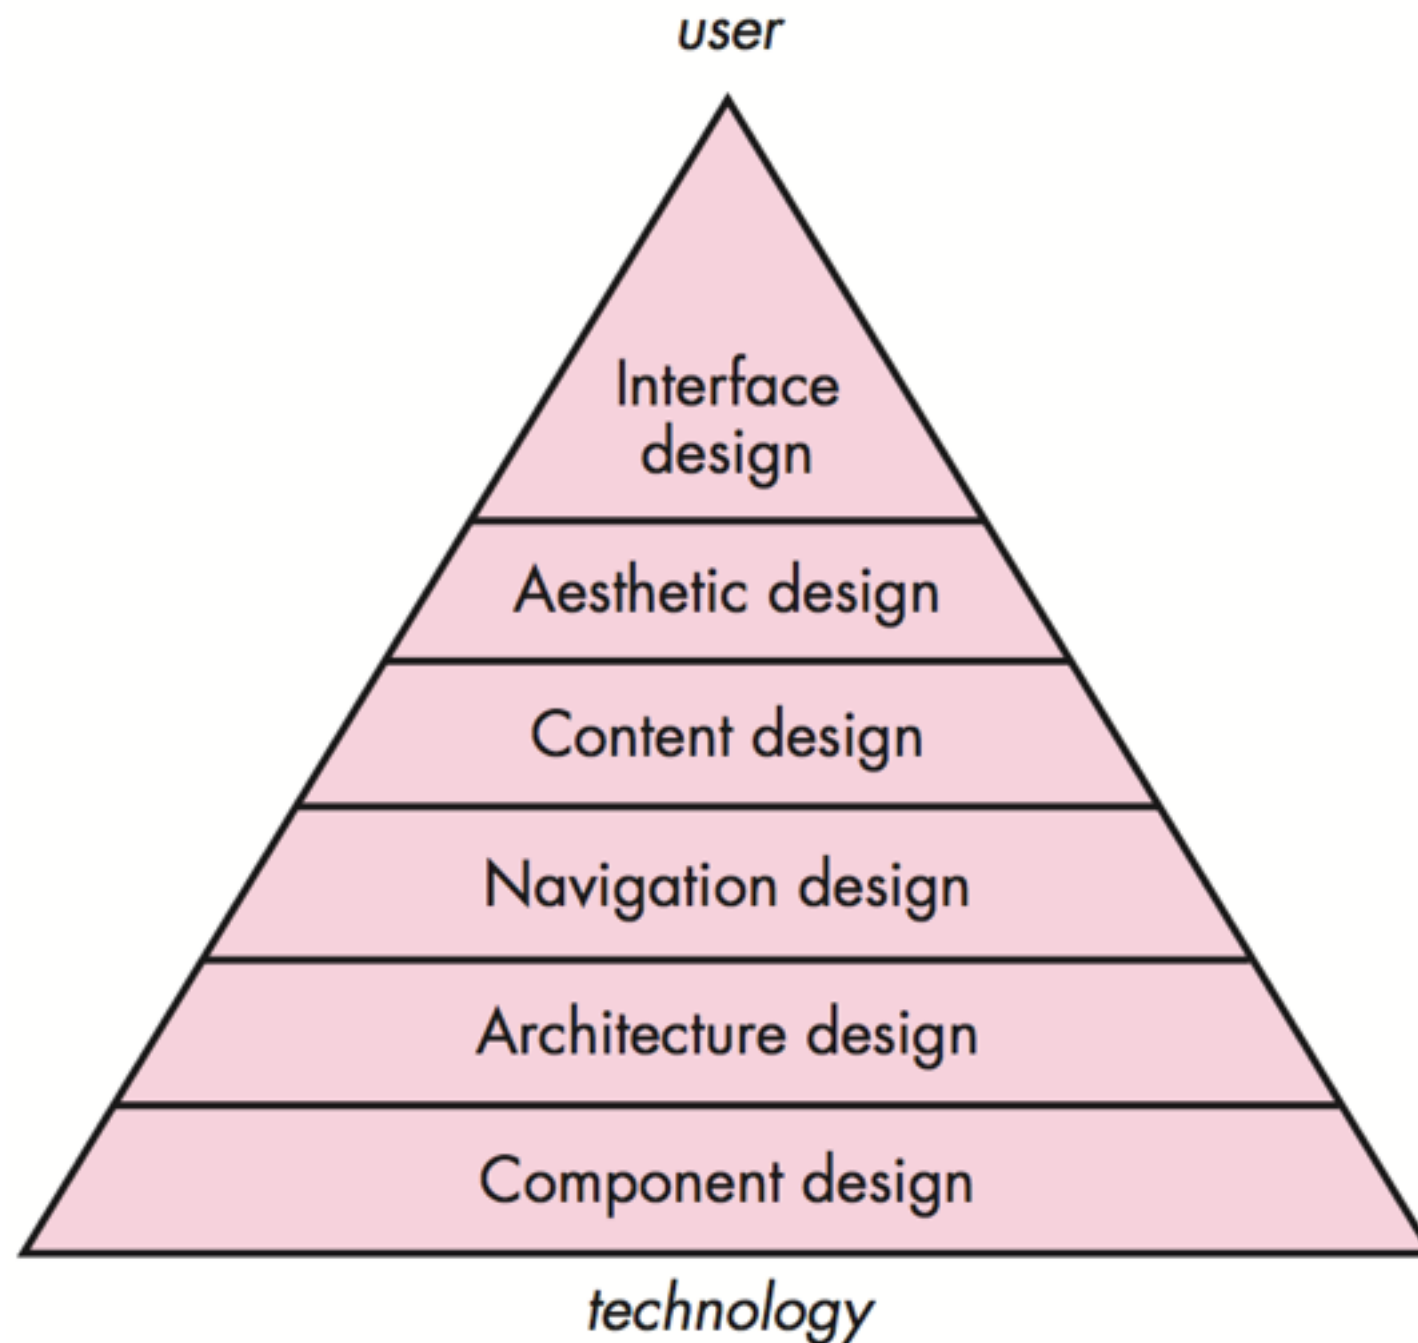 user
Interface
design
Aesthetic design
Content design
Navigation design
Architecture design
Component design
technology